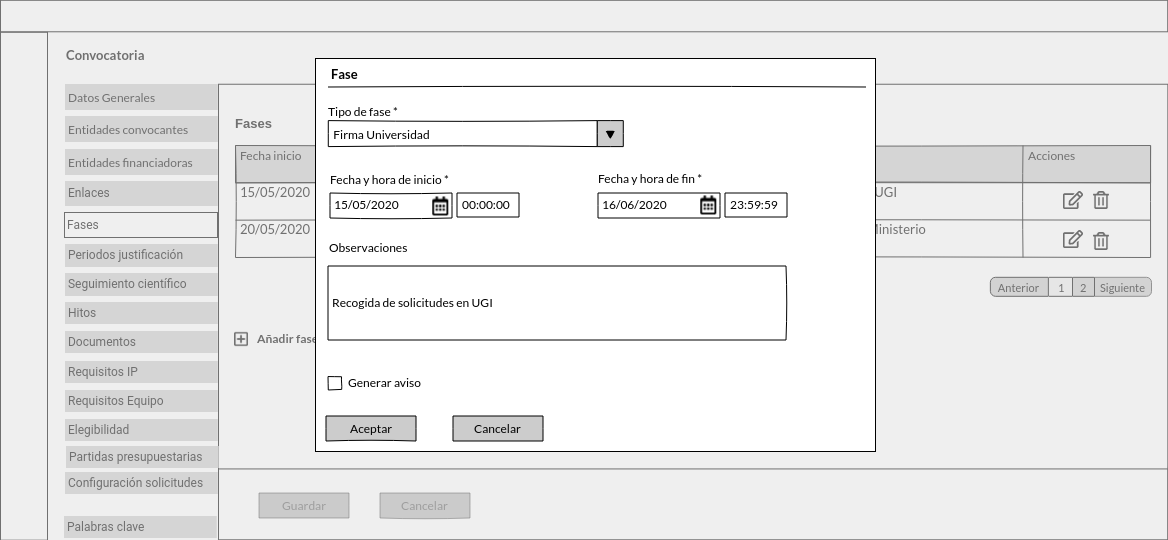 Convocatoria
Datos Generales
Entidades convocantes
Entidades financiadoras
Enlaces
Fases
Periodos justificación
Seguimiento científico
Hitos
Documentos
Requisitos IP
Requisitos Equipo
Elegibilidad
Partidas presupuestarias
Configuración solicitudes
Palabras clave
Fases
Fecha inicio
Acciones
15/05/2020
UGI
20/05/2020
Ministerio
Anterior 1 2 Siguiente
Añadir fase
Guardar Cancelar
Fase
Tipo de fase *
Firma Universidad
Fecha y hora de inicio * Fecha y hora de fin *
15/05/2020 00:00:00 16/06/2020 23:59:59
Observaciones
Recogida de solicitudes en UGI
Generar aviso
Aceptar Cancelar